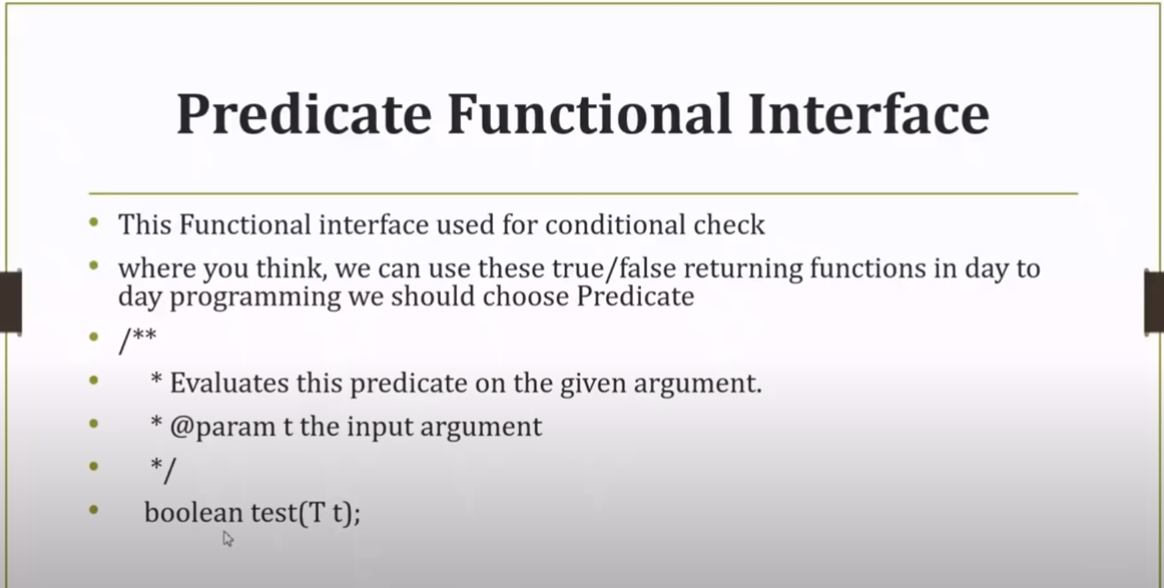 Predicate Functional Interface
• This Functional interface used for conditional check
• where you think, we can use these true/false returning functions in day to
day programming we should choose Predicate
• /**
• * Evaluates this predicate on the given argument.
• * @param t the input argument
• */
• boolean test(T t);